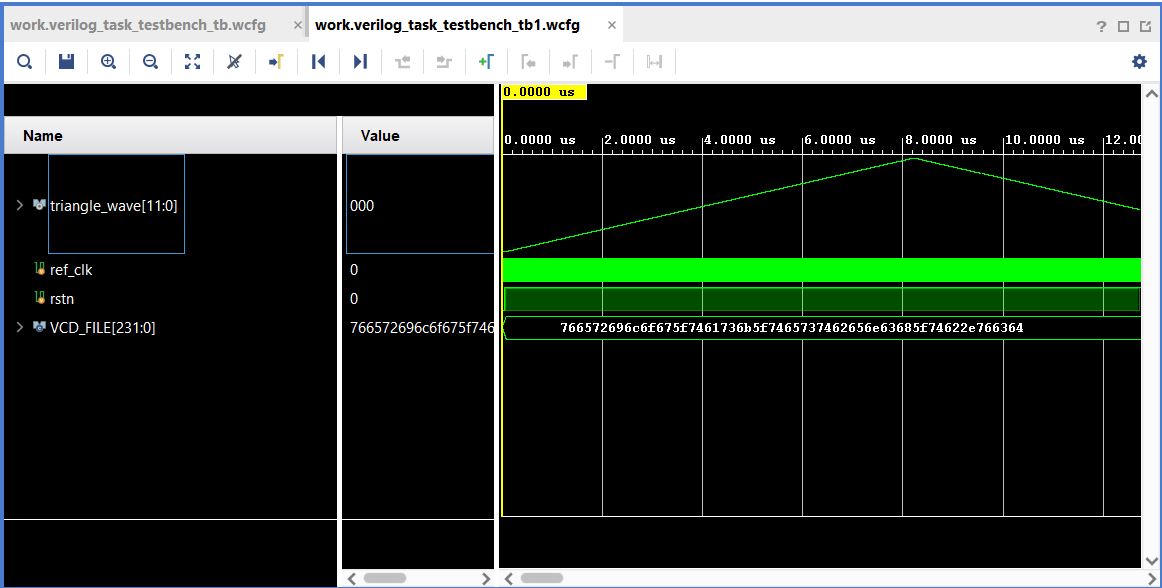 work.verilog_task_testbench_tb.wcfg × work.verilog_task_testbench_tb1.wcfg × ?
0.0000 us
Name Value 0.0000 us 2.0000 us 4.0000 us 6.0000 us 8.0000 us 10.0000 us 12.00
triangle_wave[11:0] 000
ref_clk 0
rstn 0
VCD_FILE[231:0] 766572696c6f675f746 766572696c6f675f7461736b5f7465737462656e63685f74622e766364